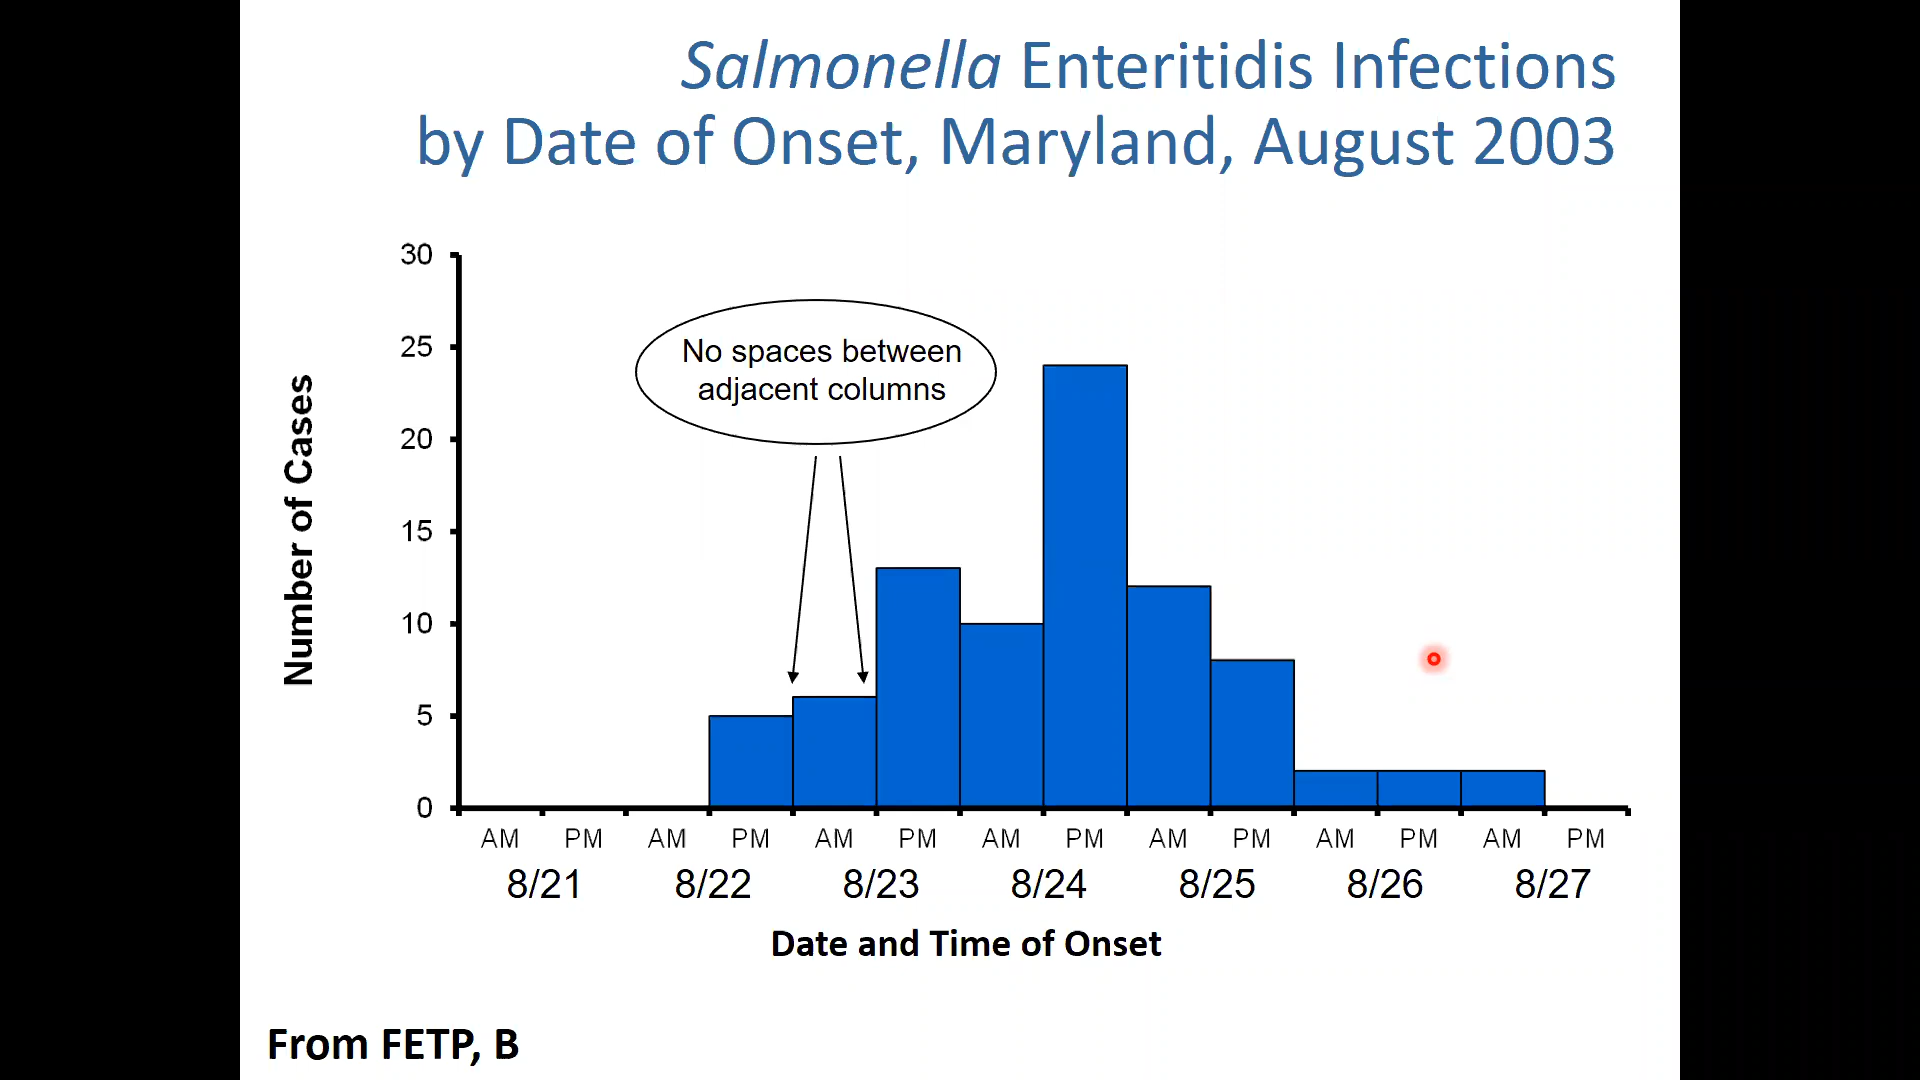 Salmonella Enteritidis Infections
by Date of Onset, Maryland, August 2003
30
25
20
15
10
5
0
Number of Cases
No spaces between
adjacent columns
AM PM AM PM AM PM AM PM AM PM AM PM AM PM
8/21 8/22 8/23 8/24 8/25 8/26 8/27
Date and Time of Onset
From FETP, B